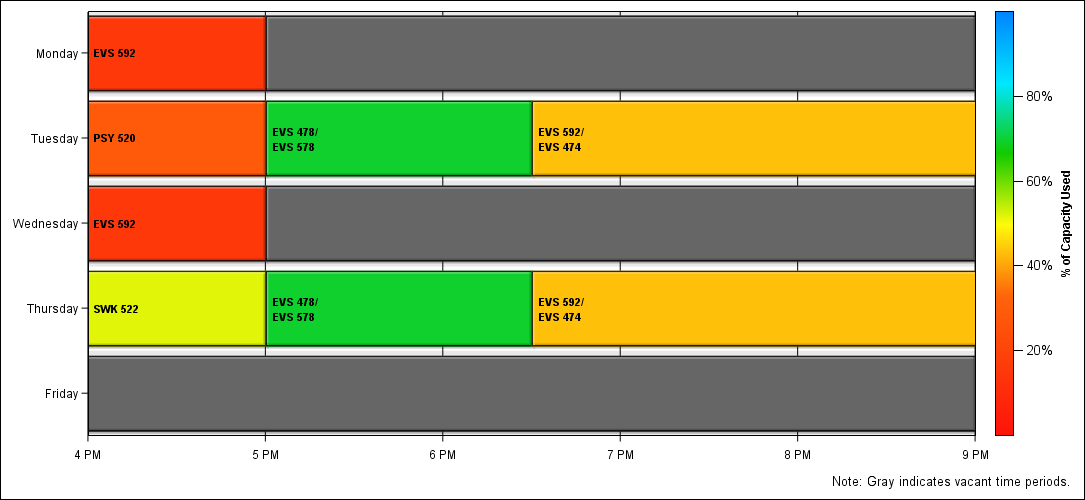 Monday
EVS 592
Tuesday
PSY 520
EVS 478/
EVS 578
EVS 592/
EVS 474
Wednesday
EVS 592
Thursday
SWK 522
EVS 478/
EVS 578
EVS 592/
EVS 474
Friday
4 PM
5 PM
6 PM
7 PM
8 PM
9 PM
80%
60%
40%
20%
% of Capacity Used
Note: Gray indicates vacant time periods.